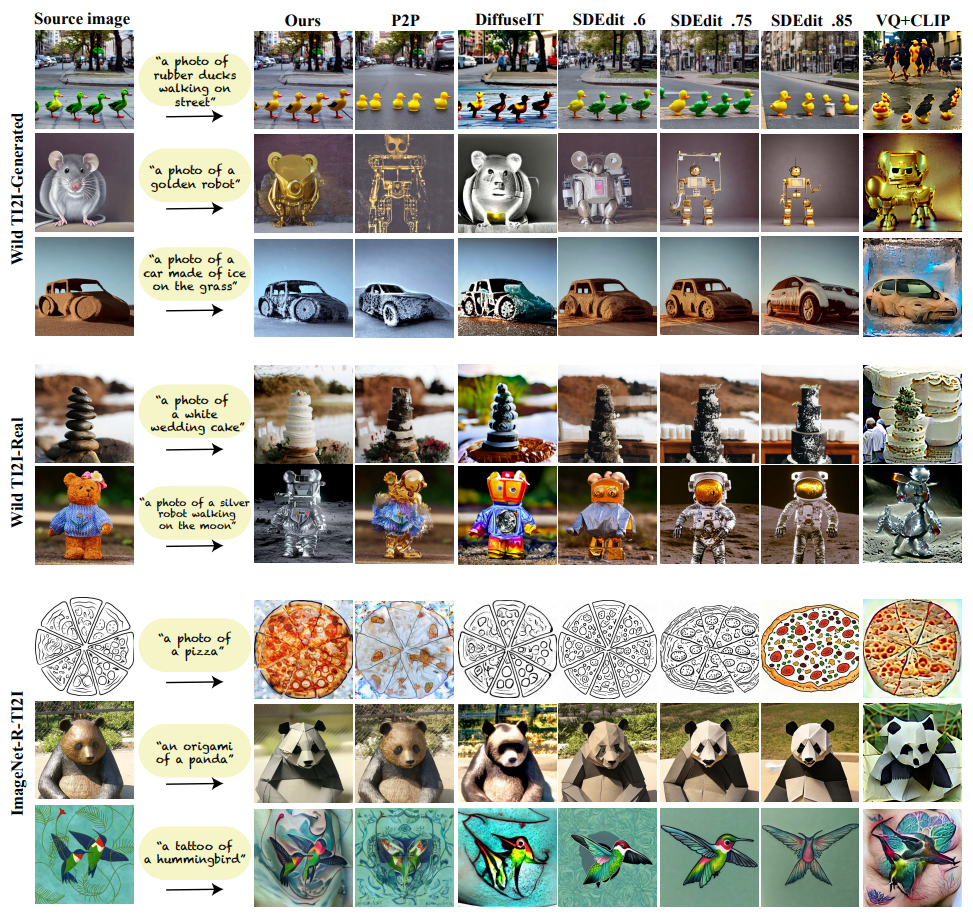 Source image
Ours
P2P
DiffuseIT
SDEdit .6
SDEdit .75
SDEdit .85
VQ+CLIP
Wild TI2I-Generated
"a photo of
rubber ducks
walking on
street"
"a photo of a
golden robot"
"a photo of a
car made of ice
on the grass"
Wild TI2I-Real
"a photo of
a white
wedding cake"
"a photo of a silver
robot walking
on the moon"
ImageNet-R-TI2I
"a photo of
a pizza"
"an origami
of a panda"
"a tattoo of
a hummingbird"